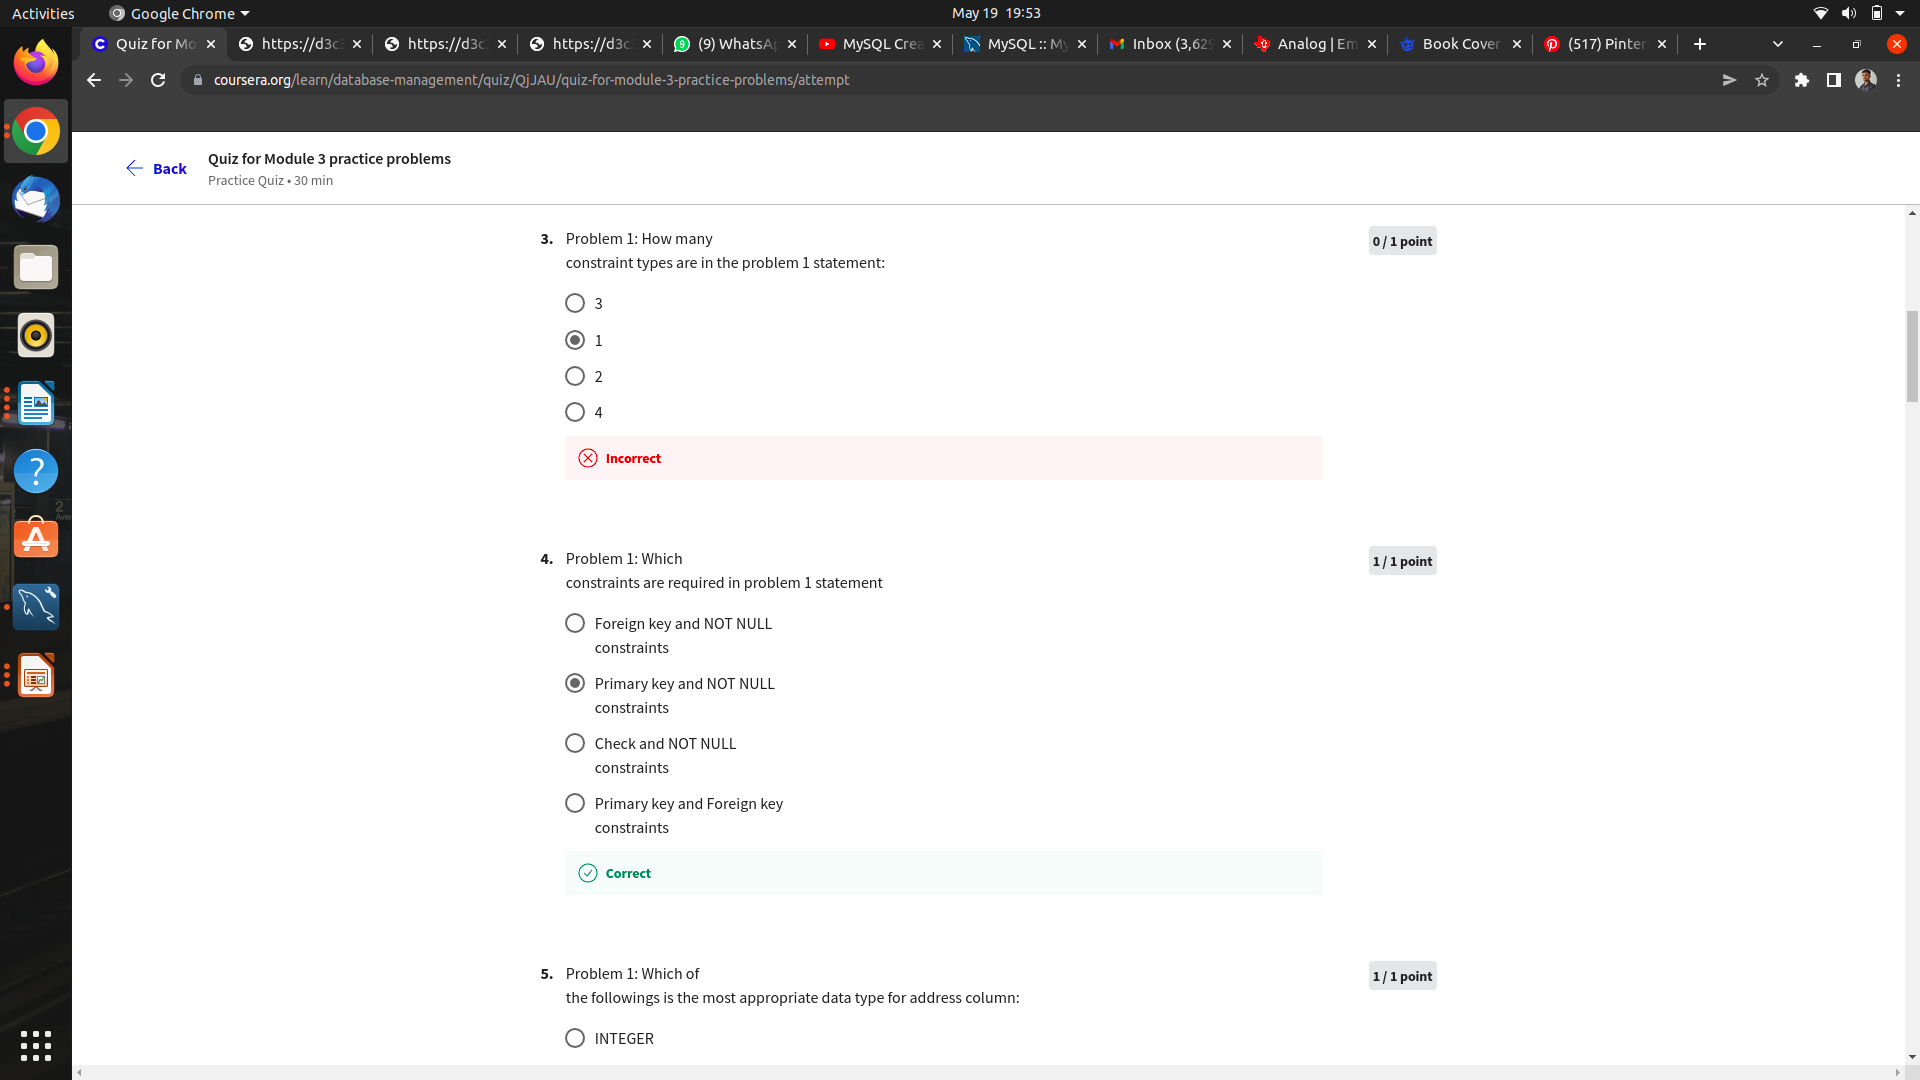 Activities
Google Chrome
May 19 19:53
Quiz for Mo
https://d3c
https://d3c
https://d3c
(9) WhatsAp
MySQL Crea
MySQL :: My
Inbox (3,629
Analog | Em
Book Cover
(517) Pinter
coursera.org/learn/database-management/quiz/QjJAU/quiz-for-module-3-practice-problems/attempt
Back
Quiz for Module 3 practice problems
Practice Quiz • 30 min
3. Problem 1: How many
constraint types are in the problem 1 statement:
0 / 1 point
3
1
2
4
Incorrect
4. Problem 1: Which
constraints are required in problem 1 statement
1 / 1 point
Foreign key and NOT NULL
constraints
Primary key and NOT NULL
constraints
Check and NOT NULL
constraints
Primary key and Foreign key
constraints
Correct
5. Problem 1: Which of
the followings is the most appropriate data type for address column:
1 / 1 point
INTEGER